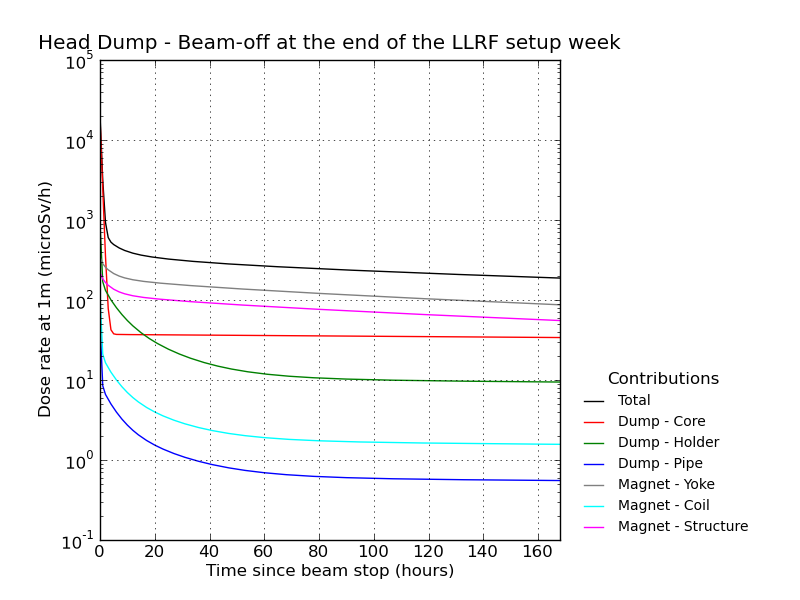 Head Dump - Beam-off at the end of the LLRF setup week
10^5
10^4
10^3
10^2
10^1
10^0
10^-1
Dose rate at 1m (microSv/h)
0 20 40 60 80 100 120 140 160
Time since beam stop (hours)
Contributions
Total
Dump - Core
Dump - Holder
Dump - Pipe
Magnet - Yoke
Magnet - Coil
Magnet - Structure